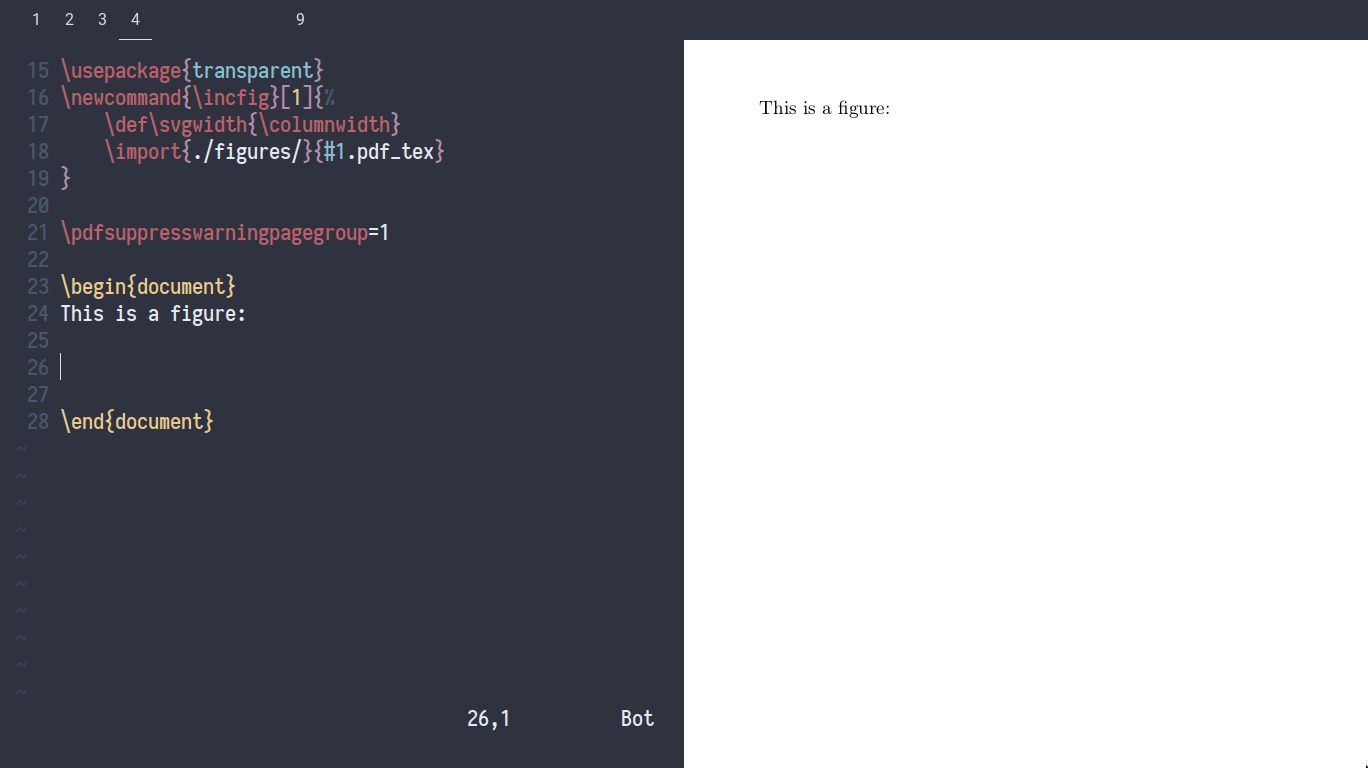 1 2 3 4 9
15 \usepackage{transparent}
16 \newcommand{\incfig}[1]{%
17     \def\svgwidth{\columnwidth}
18     \import{./figures/}{#1.pdf_tex}
19 }
20
21 \pdfsuppresswarningpagegroup=1
22
23 \begin{document}
24 This is a figure:
25
26
27
28 \end{document}
~
~
~
~
~
~
~
~
~
~
26,1 Bot
This is a figure: